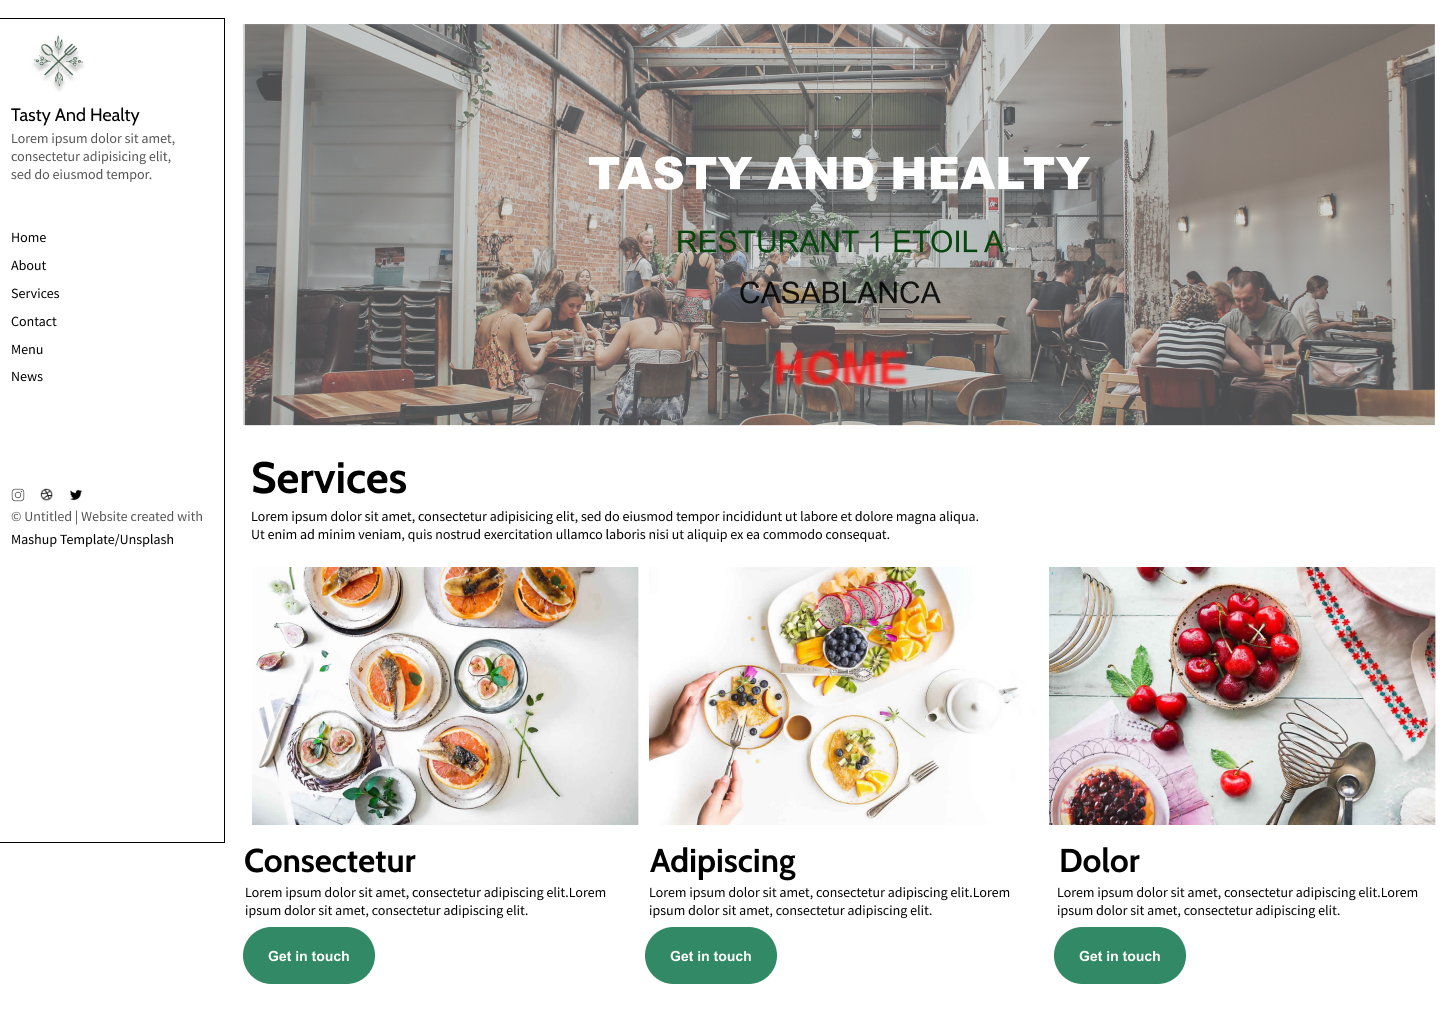 Tasty And Healty
Lorem ipsum dolor sit amet,
consectetur adipisicing elit,
sed do eiusmod tempor.
Home
About
Services
Contact
Menu
News
© Untitled | Website created with
Mashup Template/Unsplash
TASTY AND HEALTY
RESTURANT 1 ETOIL A
CASABLANCA
HOME
Services
Lorem ipsum dolor sit amet, consectetur adipisicing elit, sed do eiusmod tempor incididunt ut labore et dolore magna aliqua.
Ut enim ad minim veniam, quis nostrud exercitation ullamco laboris nisi ut aliquip ex ea commodo consequat.
Consectetur
Lorem ipsum dolor sit amet, consectetur adipiscing elit.Lorem
ipsum dolor sit amet, consectetur adipiscing elit.
Get in touch
Adipiscing
Lorem ipsum dolor sit amet, consectetur adipiscing elit.Lorem
ipsum dolor sit amet, consectetur adipiscing elit.
Get in touch
Dolor
Lorem ipsum dolor sit amet, consectetur adipiscing elit.Lorem
ipsum dolor sit amet, consectetur adipiscing elit.
Get in touch